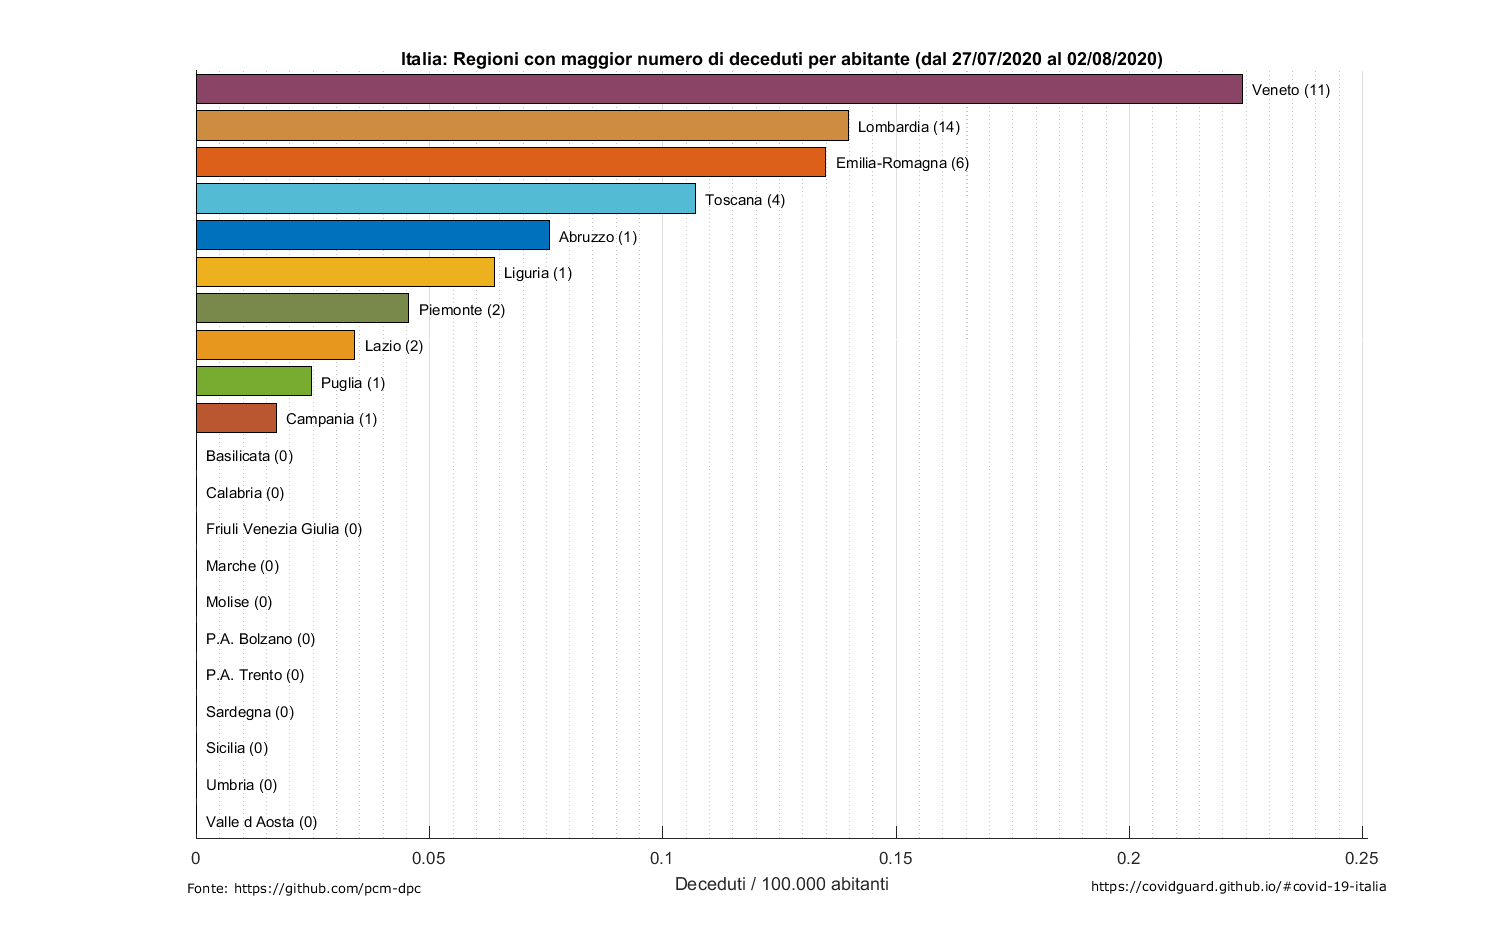 Italia: Regioni con maggior numero di deceduti per abitante (dal 27/07/2020 al 02/08/2020)
Veneto (11)
Lombardia (14)
Emilia-Romagna (6)
Toscana (4)
Abruzzo (1)
Liguria (1)
Piemonte (2)
Lazio (2)
Puglia (1)
Campania (1)
Basilicata (0)
Calabria (0)
Friuli Venezia Giulia (0)
Marche (0)
Molise (0)
P.A. Bolzano (0)
P.A. Trento (0)
Sardegna (0)
Sicilia (0)
Umbria (0)
Valle d Aosta (0)
0 0.05 0.1 0.15 0.2 0.25
Deceduti / 100.000 abitanti
Fonte: https://github.com/pcm-dpc
https://covidguard.github.io/#covid-19-italia